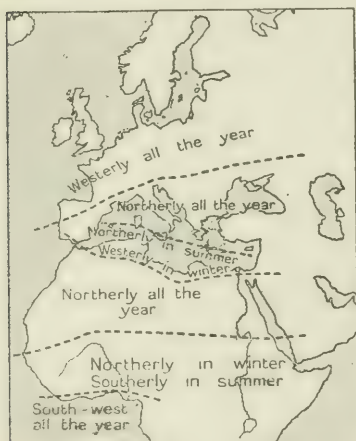 Westerly all the year
Northerly all the year
Northerly in summer
Westerly in winter
Northerly all the
year
Northerly in winter
Southerly in summer
South-west
all the year